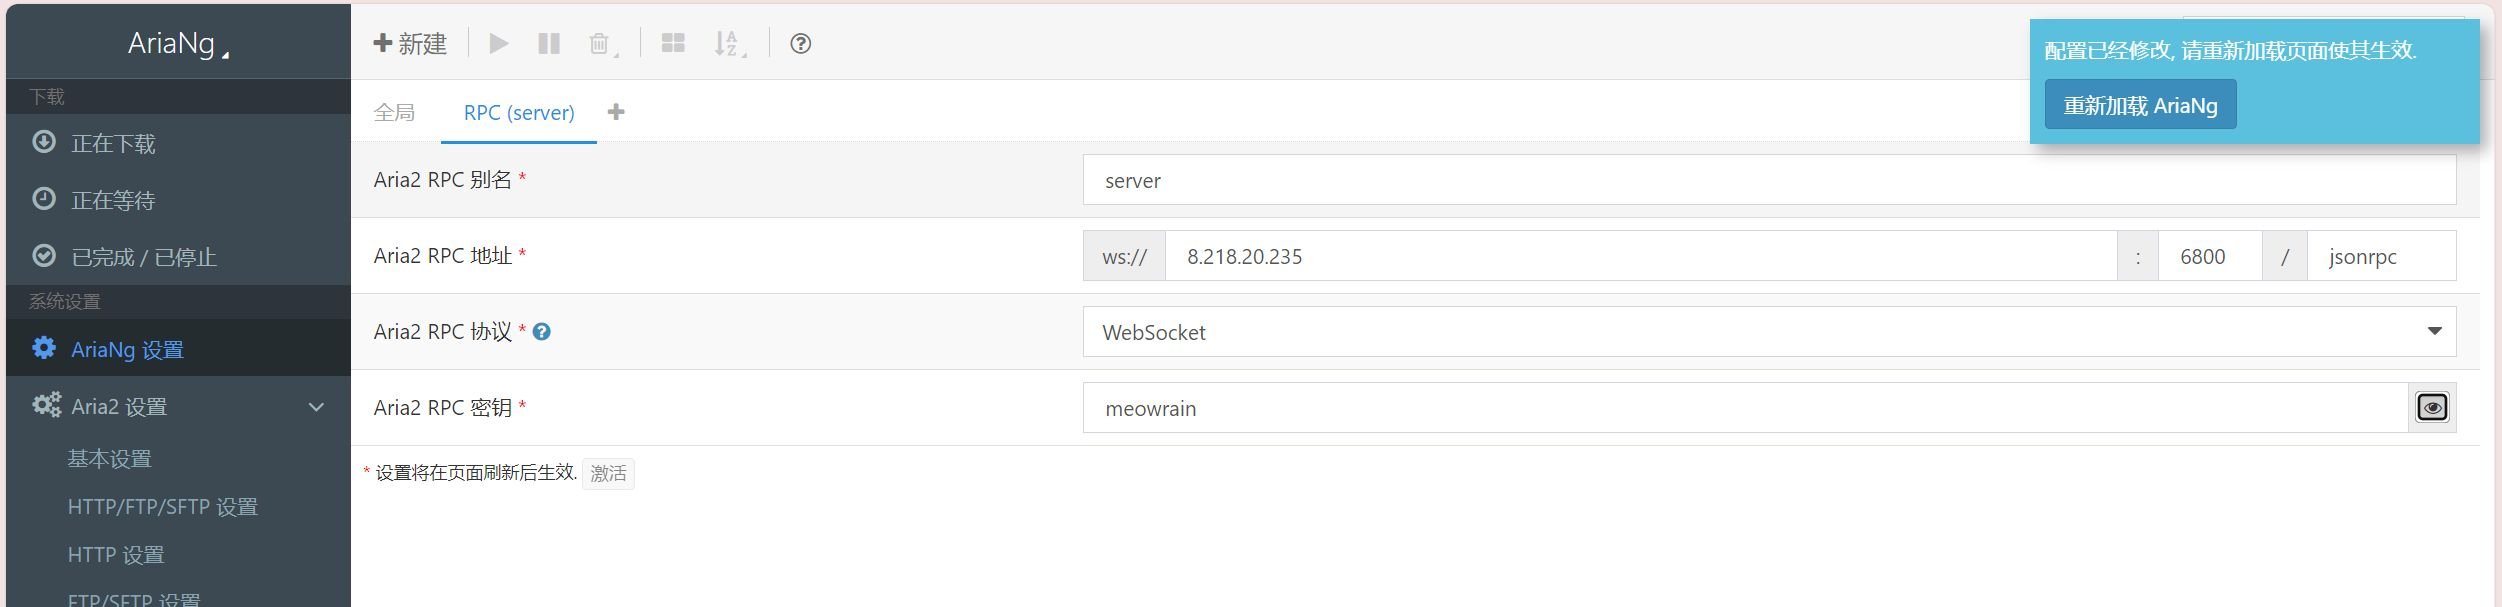 AriaNg
新建
配置已经修改, 请重新加载页面使其生效.
重新加载 AriaNg
下载
正在下载
正在等待
已完成 / 已停止
系统设置
AriaNg 设置
Aria2 设置
基本设置
HTTP/FTP/SFTP 设置
HTTP 设置
FTP/SFTP 设置
全局
RPC (server)
Aria2 RPC 别名 *
server
Aria2 RPC 地址 *
ws:// 8.218.20.235 : 6800 / jsonrpc
Aria2 RPC 协议 *
WebSocket
Aria2 RPC 密钥 *
meowrain
* 设置将在页面刷新后生效. 激活